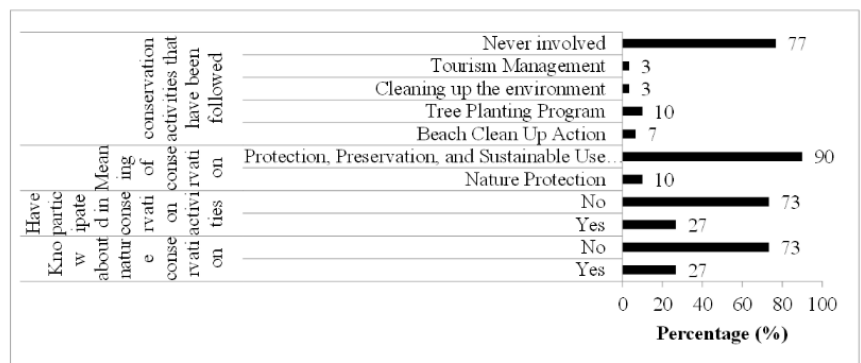 conservation
activities that
have been
followed
Never involved 77
Tourism Management 3
Cleaning up the environment 3
Tree Planting Program 10
Beach Clean Up Action 7
Mean
ing of
conse
rvati
on
Protection, Preservation, and Sustainable Use... 90
Nature Protection 10
Have
partic
ipate
d in
conse
rvati
on
activi
ties
No 73
Yes 27
Kno
w
about
natur
e
conse
rvati
on
No 73
Yes 27
0 20 40 60 80 100
Percentage (%)